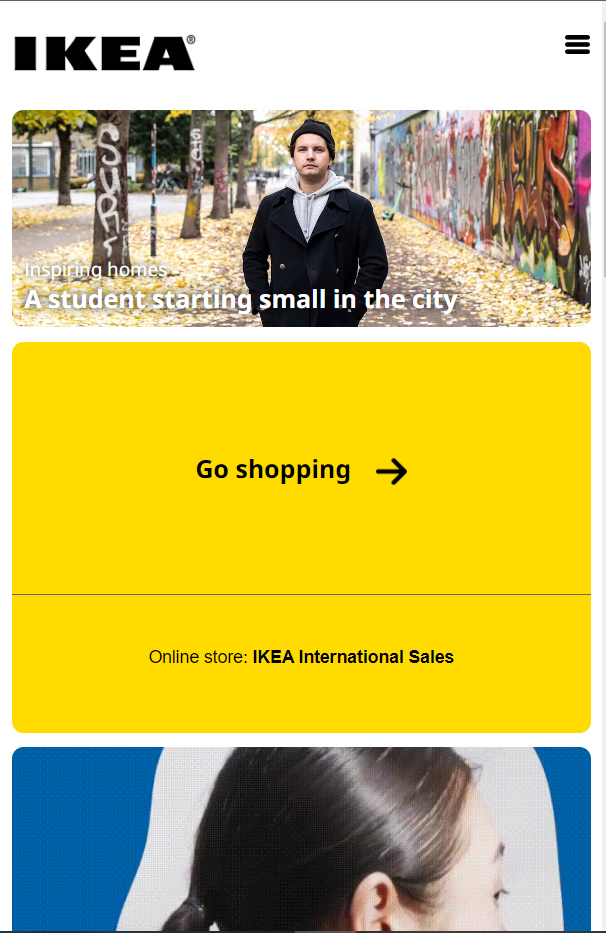 IKEA®
Inspiring homes
A student starting small in the city
Go shopping
Online store: IKEA International Sales